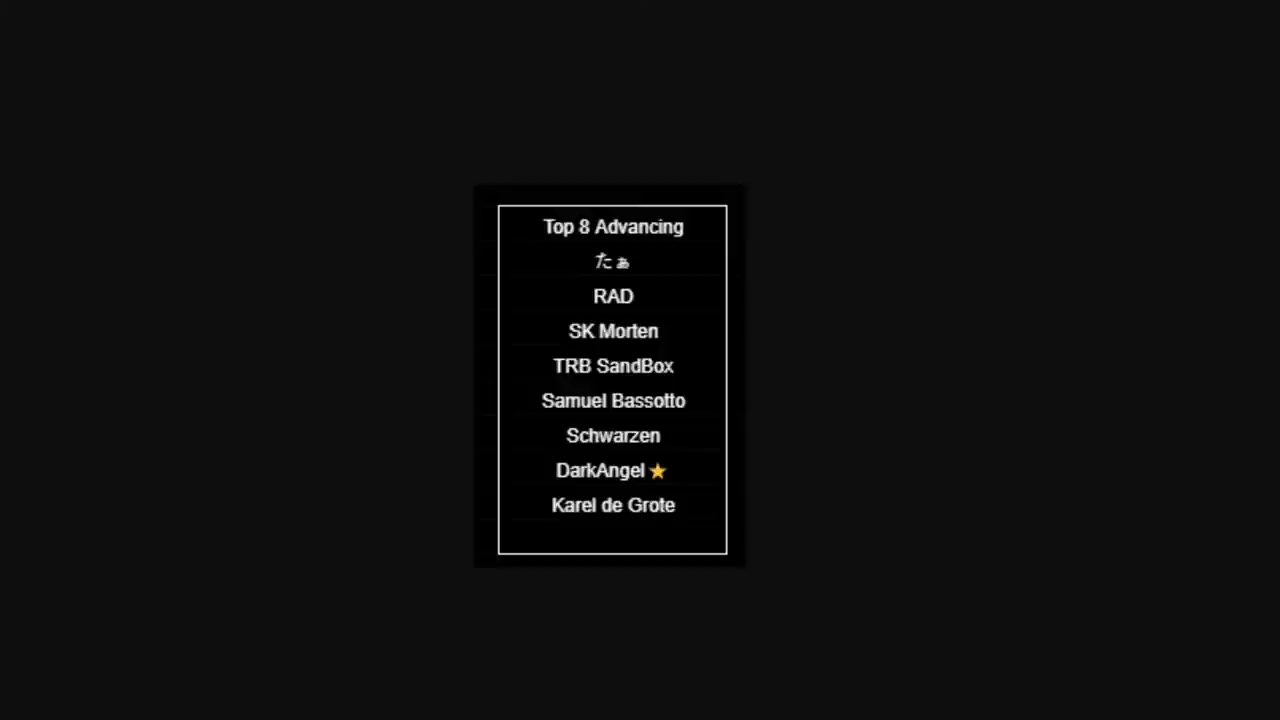 Top 8 Advancing
たぁ
RAD
SK Morten
TRB SandBox
Samuel Bassotto
Schwarzen
DarkAngel ⭐
Karel de Grote